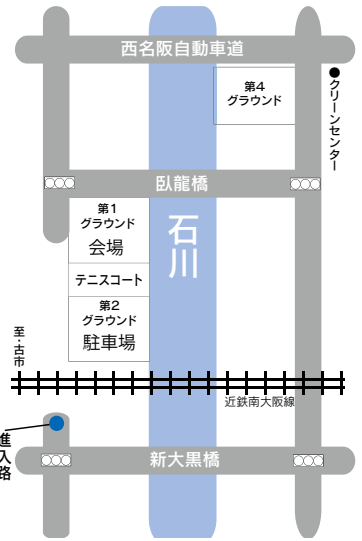 西名阪自動車道
第4
グラウンド
●クリーンセンター
臥龍橋
第1
グラウンド
会場
石川
テニスコート
第2
グラウンド
駐車場
至・古市
近鉄南大阪線
進入路
新大黒橋